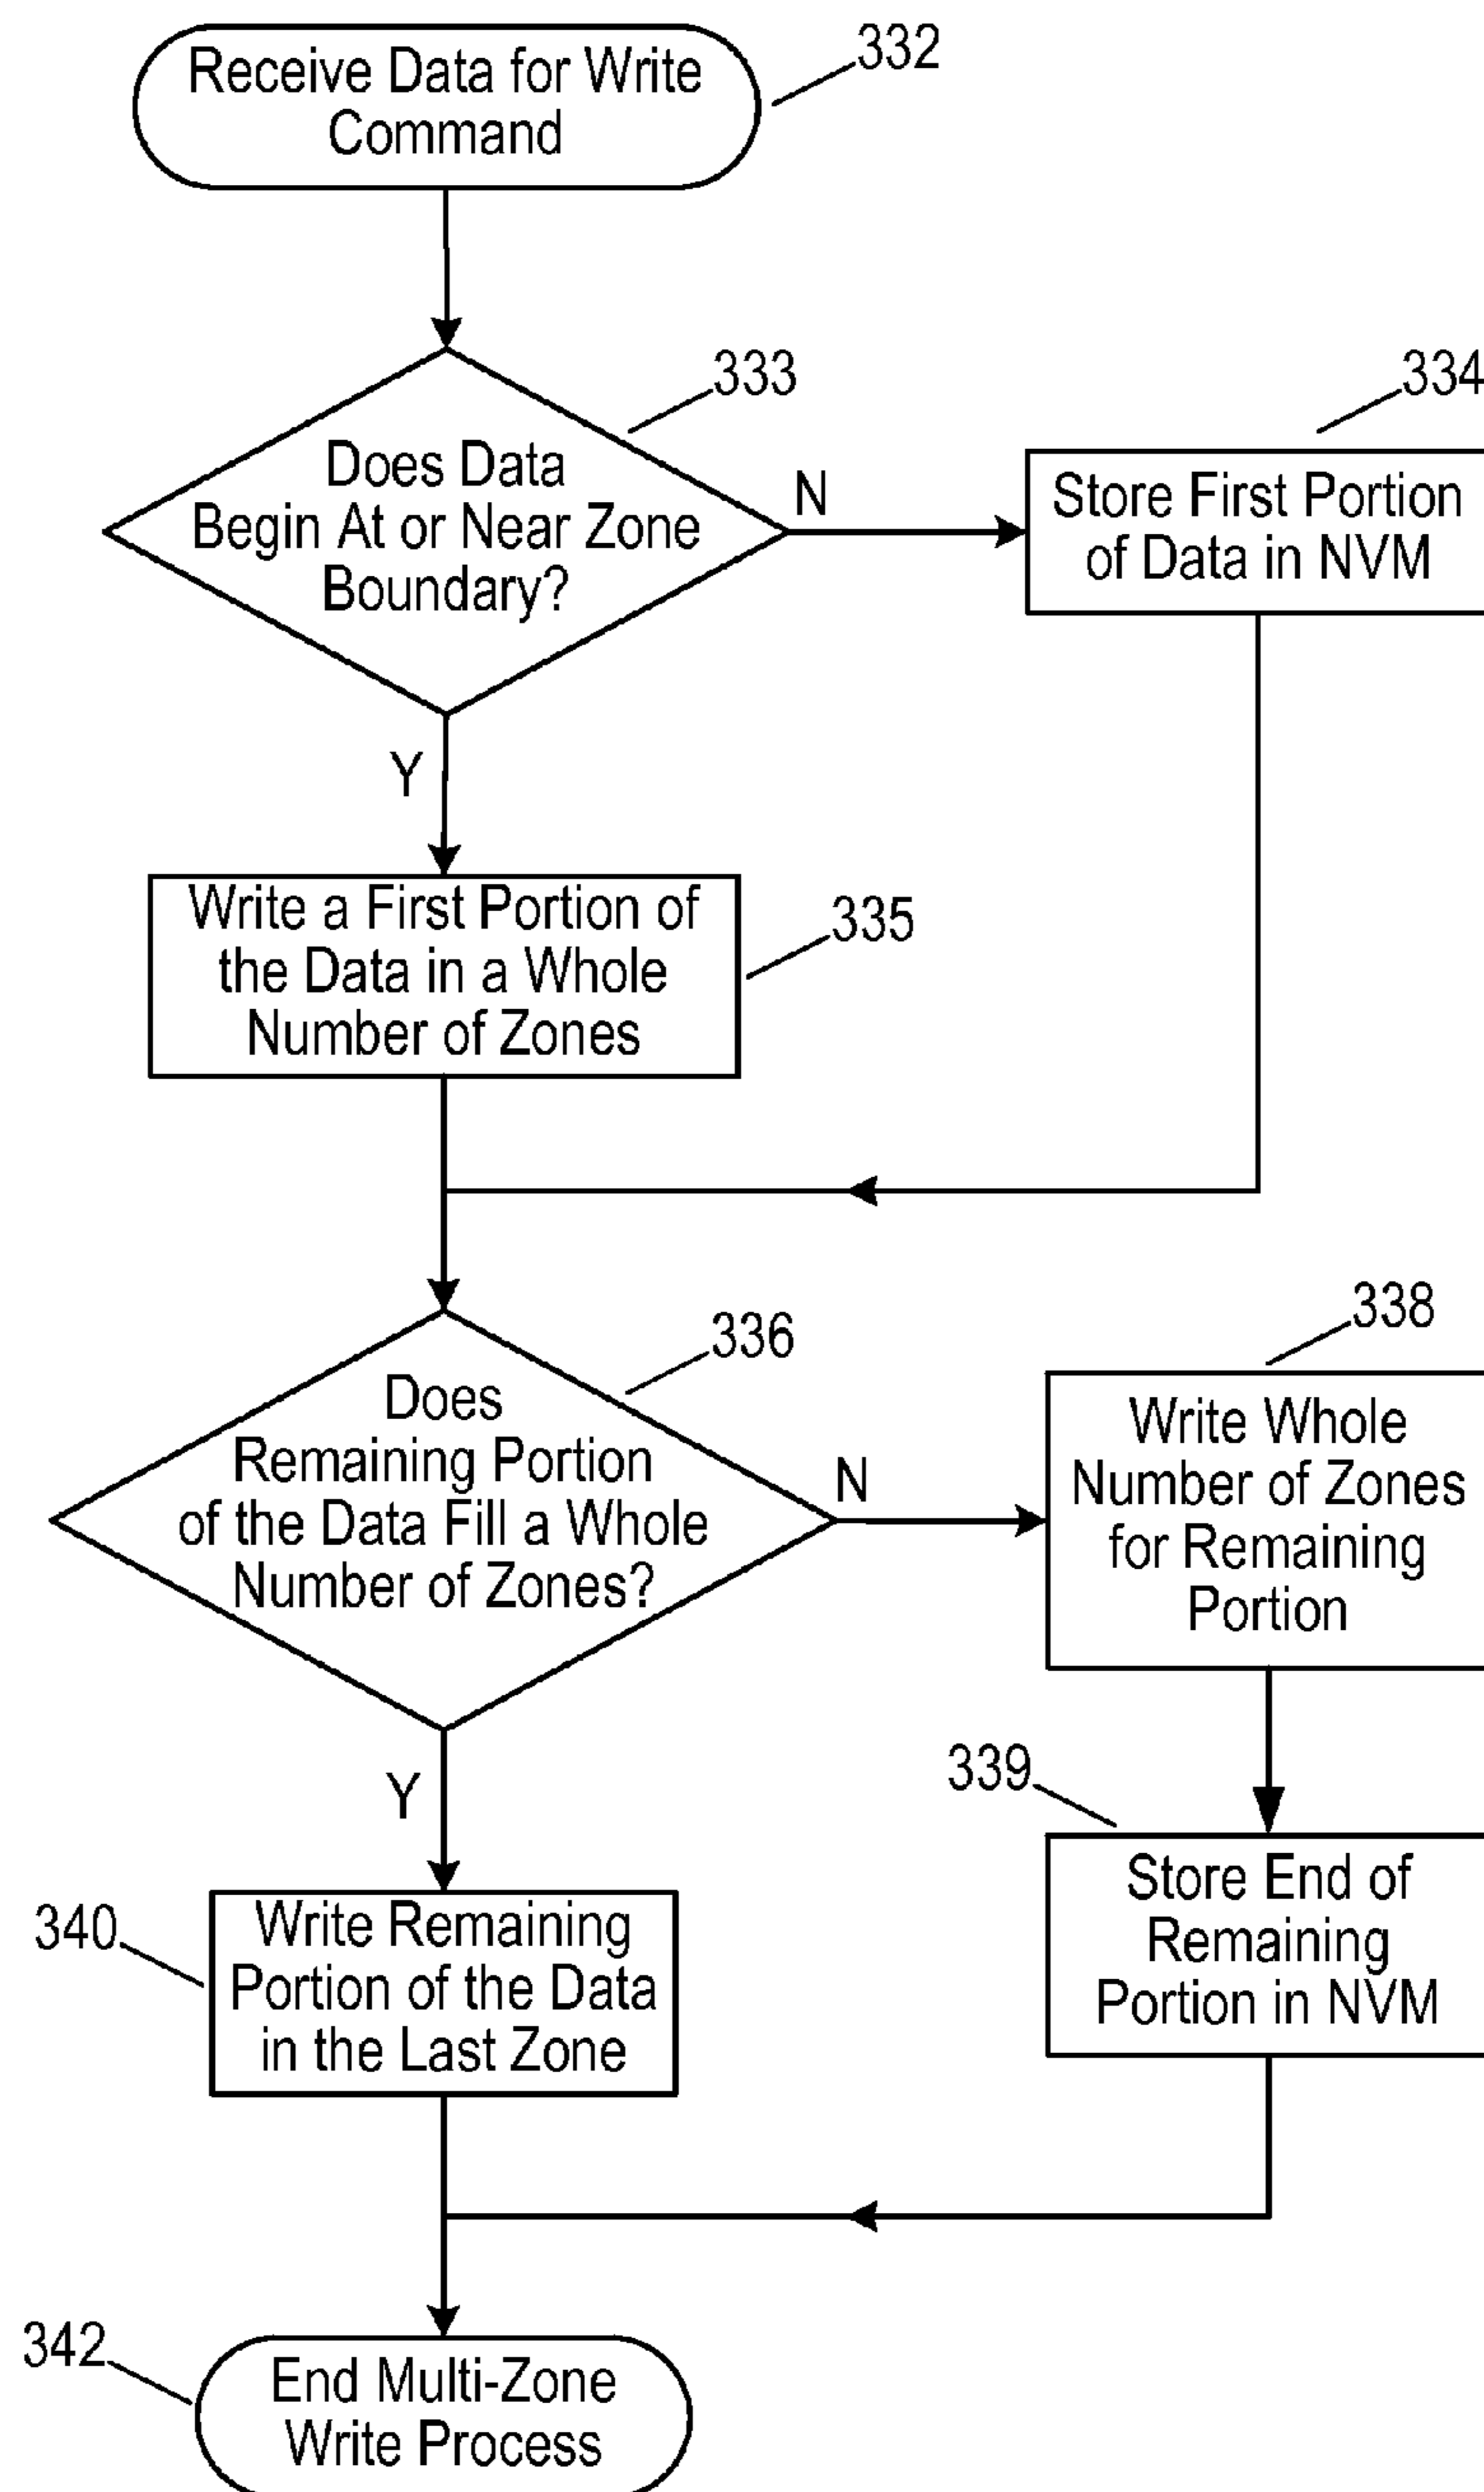 Receive Data for Write
Command
332
Does Data
Begin At or Near Zone
Boundary?
333
N
Store First Portion
of Data in NVM
334
Y
Write a First Portion of
the Data in a Whole
Number of Zones
335
Does
Remaining Portion
of the Data Fill a Whole
Number of Zones?
336
N
Write Whole
Number of Zones
for Remaining
Portion
338
339
Store End of
Remaining
Portion in NVM
Y
340
Write Remaining
Portion of the Data
in the Last Zone
342
End Multi-Zone
Write Process